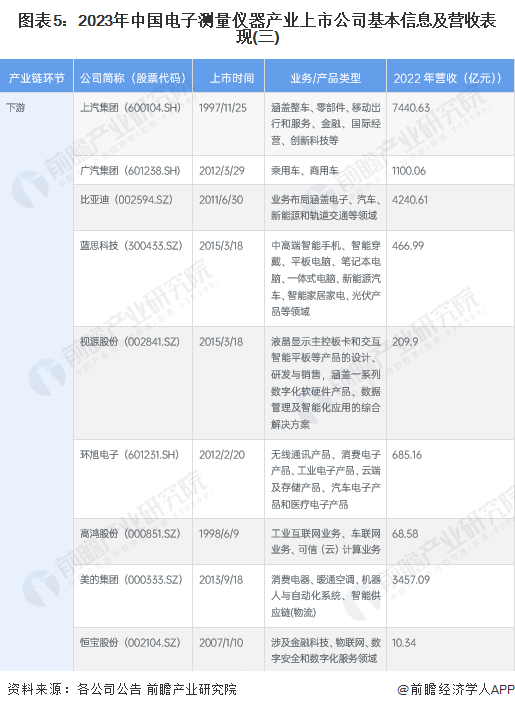 图表5：2023年中国电子测量仪器产业上市公司基本信息及营收表
现(三)
产业链环节 公司简称（股票代码） 上市时间 业务/产品类型 2022 年营收（亿元））
下游 上汽集团（600104.SH） 1997/11/25 涵盖整车、零部件、移动出 7440.63
行和服务、金融、国际经
营、创新科技等
广汽集团（601238.SH） 2012/3/29 乘用车、商用车 1100.06
比亚迪（002594.SZ） 2011/6/30 业务布局涵盖电子、汽车、 4240.61
新能源和轨道交通等领域
蓝思科技（300433.SZ） 2015/3/18 中高端智能手机、智能穿 466.99
戴、平板电脑、笔记本电
脑、一体式电脑、新能源汽
车、智能家居家电、光伏产
品等领域
视源股份（002841.SZ） 2015/3/18 液晶显示主控板卡和交互 209.9
智能平板等产品的设计、
研发与销售，涵盖一系列
数字化软硬件产品、数据
管理及智能化应用的综合
解决方案
环旭电子（601231.SH） 2012/2/20 无线通讯产品、消费电子 685.16
产品、工业电子产品、云端
及存储产品、汽车电子产
品和医疗电子产品
高鸿股份（000851.SZ） 1998/6/9 工业互联网业务、车联网 68.58
业务、可信（云）计算业务
美的集团（000333.SZ） 2013/9/18 消费电器、暖通空调、机器 3457.09
人与自动化系统、智能供
应链(物流)
恒宝股份（002104.SZ） 2007/1/10 涉及金融科技、物联网、数 10.34
字安全和数字化服务领域
资料来源：各公司公告 前瞻产业研究院 @前瞻经济学人APP
前瞻产业研究院